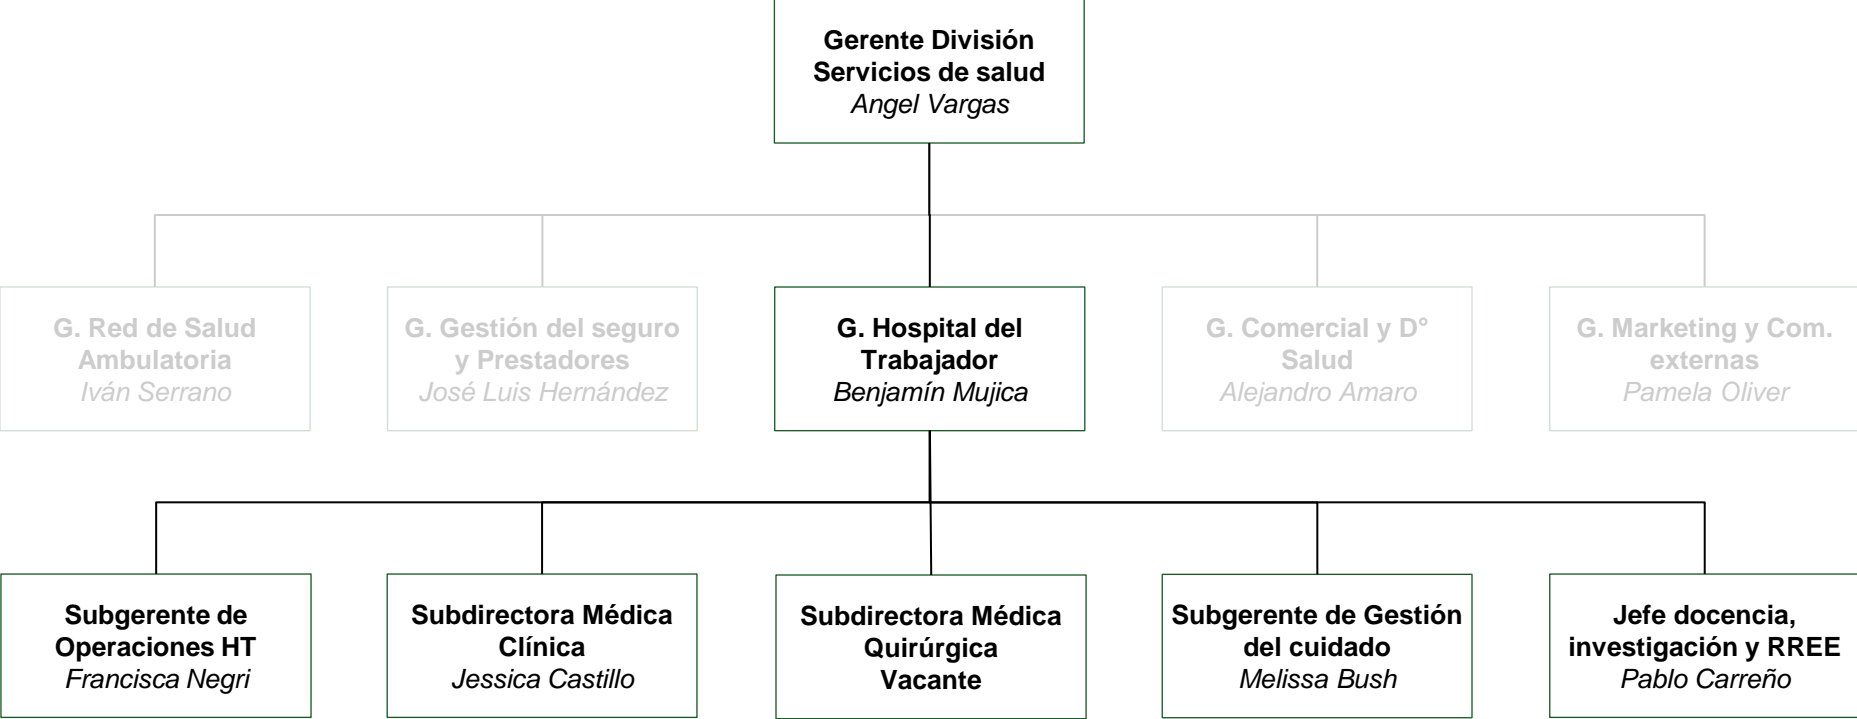 Gerente División
Servicios de salud
Angel Vargas
G. Red de Salud
Ambulatoria
Iván Serrano
G. Gestión del seguro
y Prestadores
José Luis Hernández
G. Hospital del
Trabajador
Benjamín Mujica
G. Comercial y D°
Salud
Alejandro Amaro
G. Marketing y Com.
externas
Pamela Oliver
Subgerente de
Operaciones HT
Francisca Negri
Subdirectora Médica
Clínica
Jessica Castillo
Subdirectora Médica
Quirúrgica
Vacante
Subgerente de Gestión
del cuidado
Melissa Bush
Jefe docencia,
investigación y RREE
Pablo Carreño